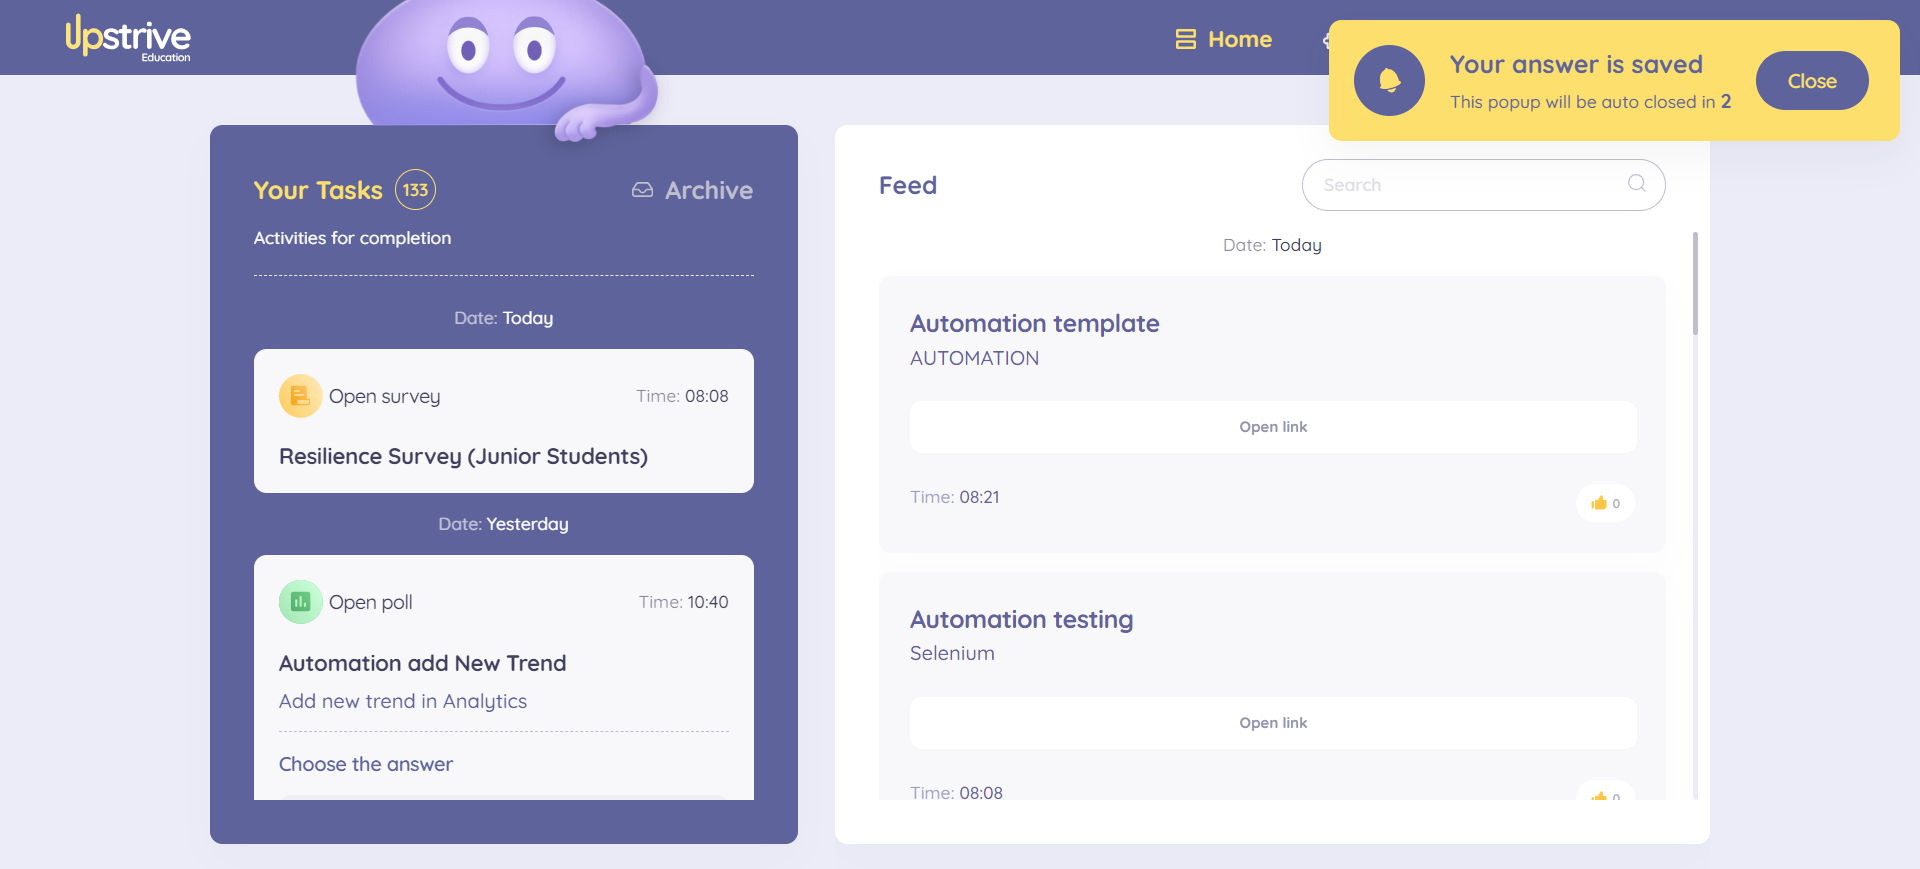 Upstrive
Education
Home
Your answer is saved
This popup will be auto closed in 2
Close
Your Tasks 133
Archive
Activities for completion
Date: Today
Open survey
Time: 08:08
Resilience Survey (Junior Students)
Date: Yesterday
Open poll
Time: 10:40
Automation add New Trend
Add new trend in Analytics
Choose the answer
Feed
Search
Date: Today
Automation template
AUTOMATION
Open link
Time: 08:21
0
Automation testing
Selenium
Open link
Time: 08:08
0